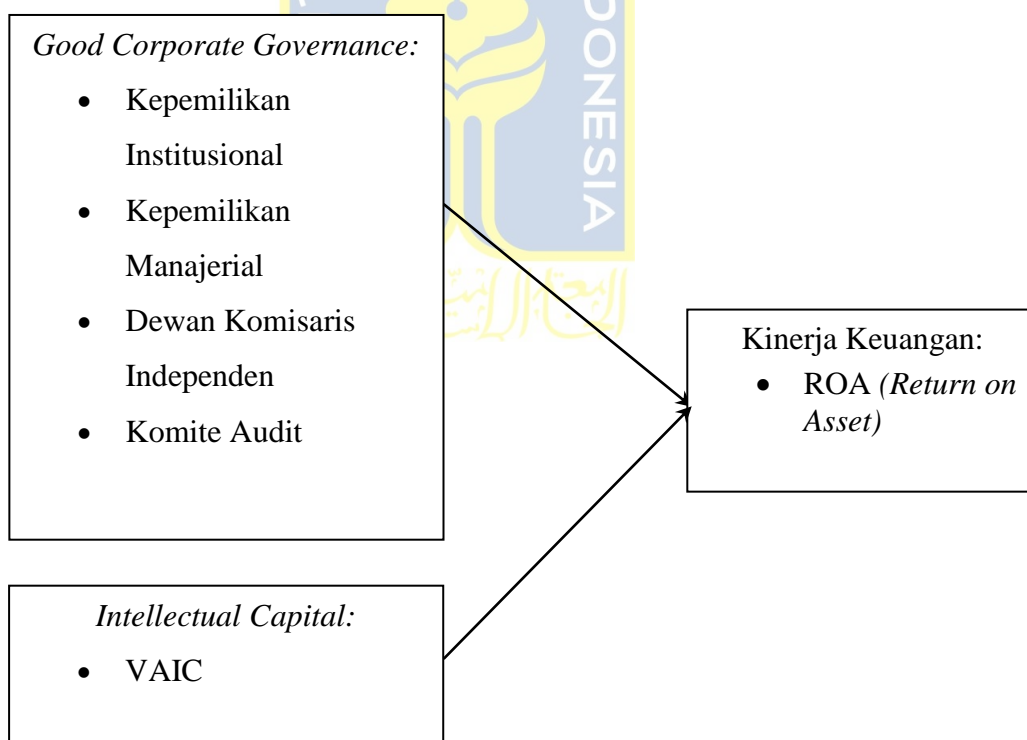 Good Corporate Governance:
• Kepemilikan
Institusional
• Kepemilikan
Manajerial
• Dewan Komisaris
Independen
• Komite Audit
Intellectual Capital:
• VAIC
Kinerja Keuangan:
• ROA (Return on
Asset)